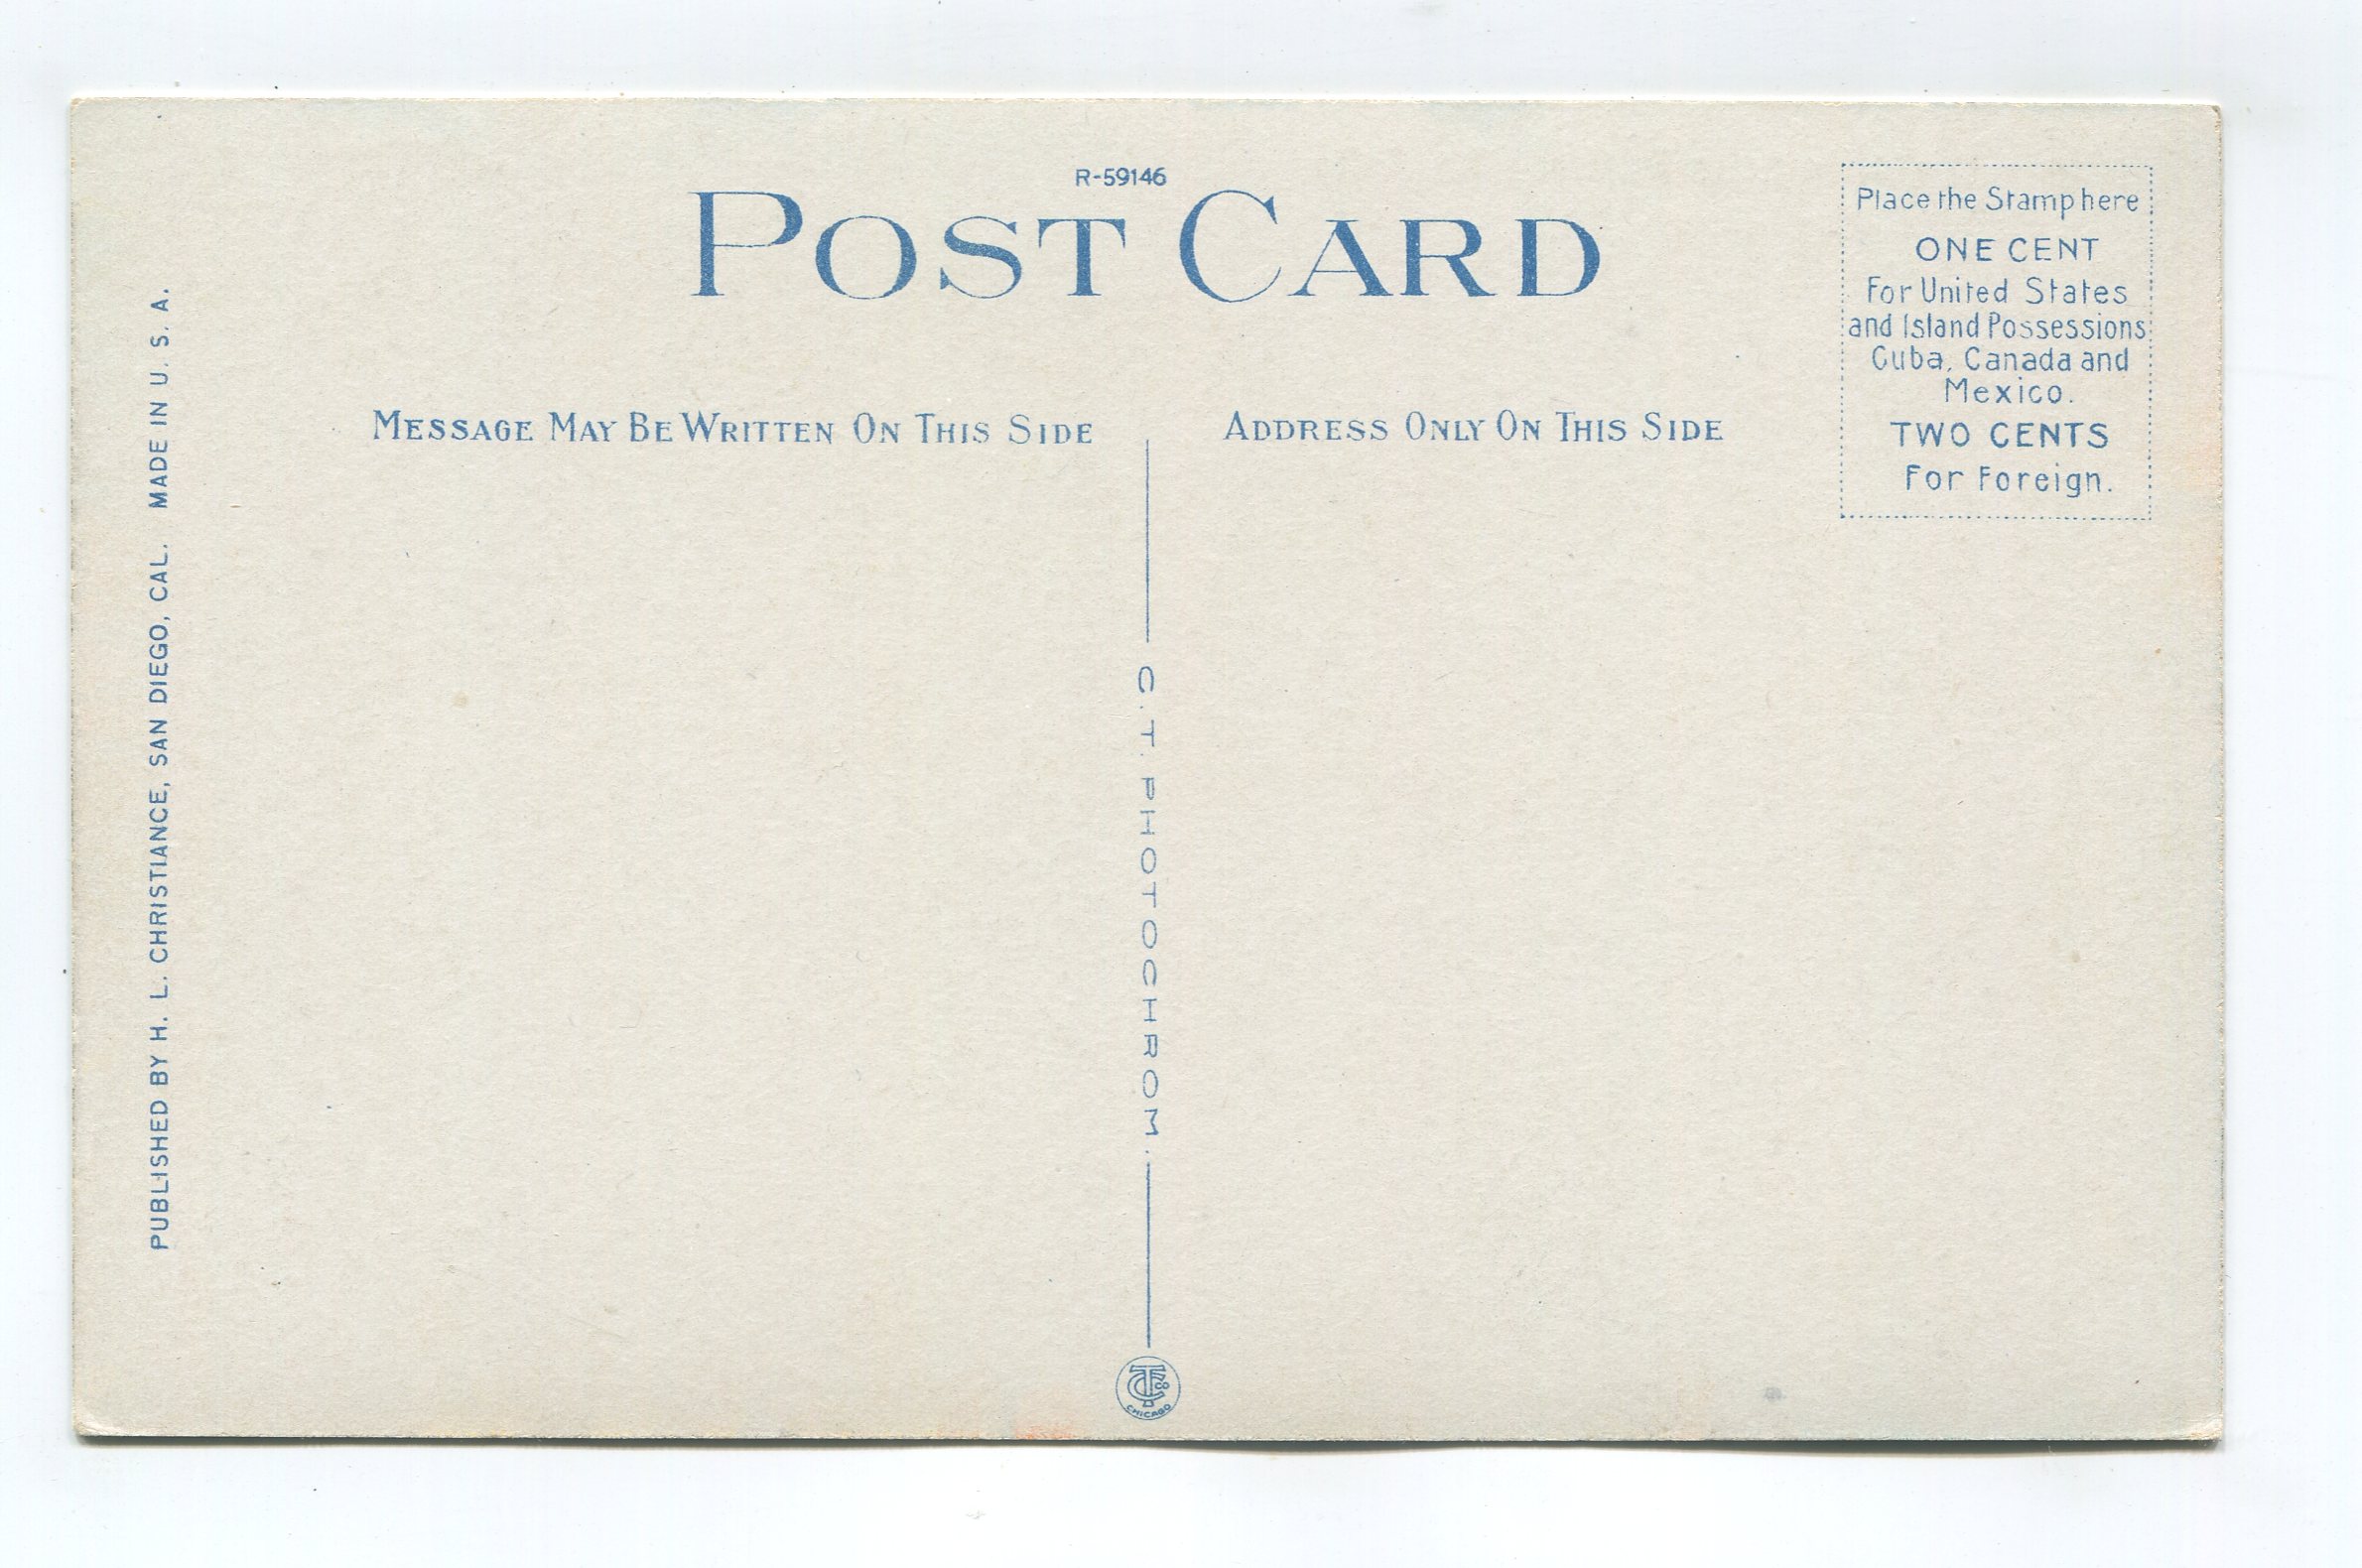 R-59146
POST CARD
Place the Stamp here
ONE CENT
For United States
and Island Possessions
Cuba, Canada and
Mexico.
TWO CENTS
For Foreign.
MESSAGE MAY BE WRITTEN ON THIS SIDE
ADDRESS ONLY ON THIS SIDE
PUBLISHED BY H. L. CHRISTIANCE, SAN DIEGO, CAL. MADE IN U. S. A.
C. T. PHOTOCHROM.
CT Co
CHICAGO